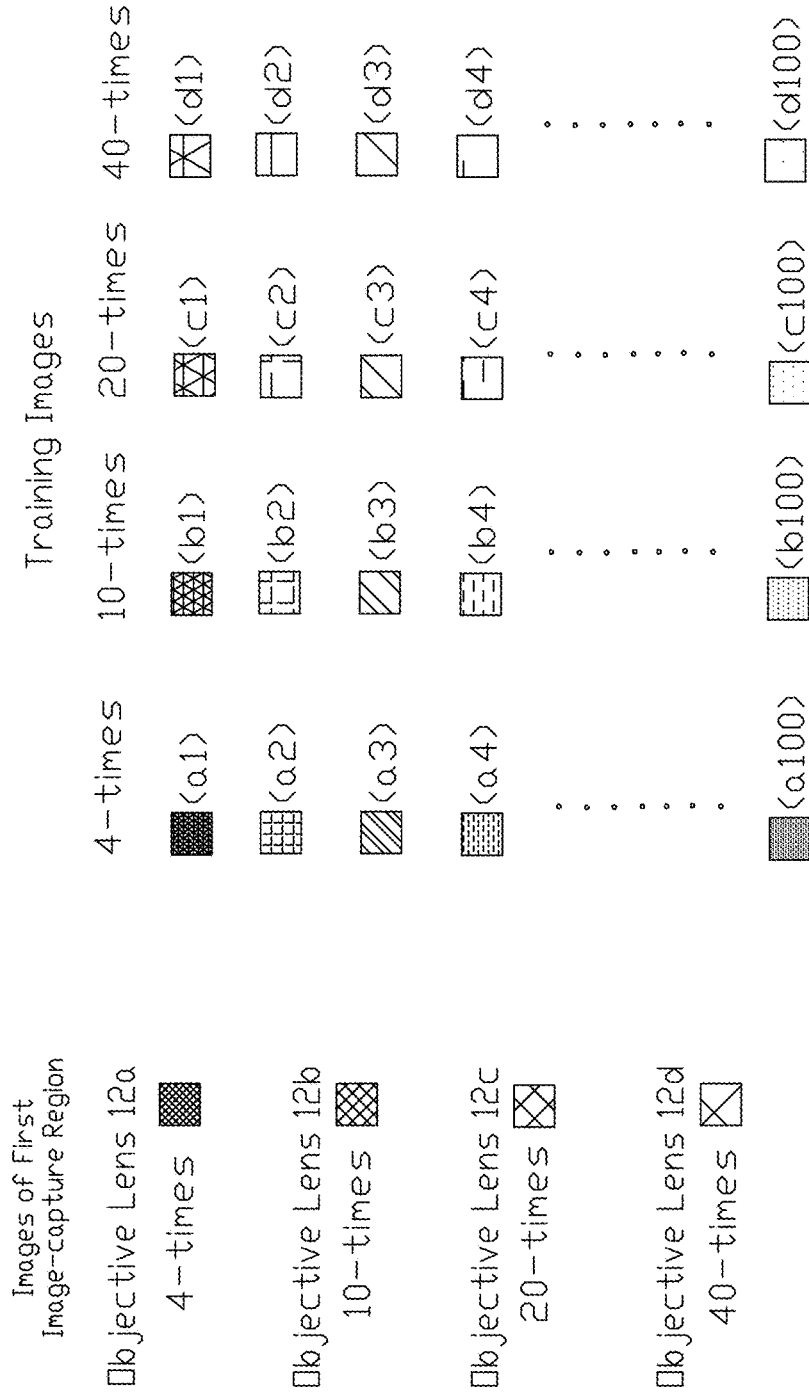 Images of First
Image-capture Region
Objective Lens 12a
4-times
Objective Lens 12b
10-times
Objective Lens 12c
20-times
Objective Lens 12d
40-times
Training Images
4-times 10-times 20-times 40-times
(a1) (b1) (c1) (d1)
(a2) (b2) (c2) (d2)
(a3) (b3) (c3) (d3)
(a4) (b4) (c4) (d4)
(a100) (b100) (c100) (d100)